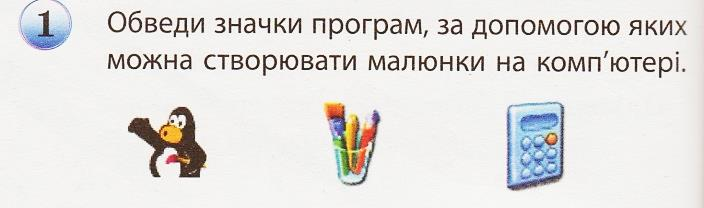 1
Обведи значки програм, за допомогою яких
можна створювати малюнки на комп'ютері.